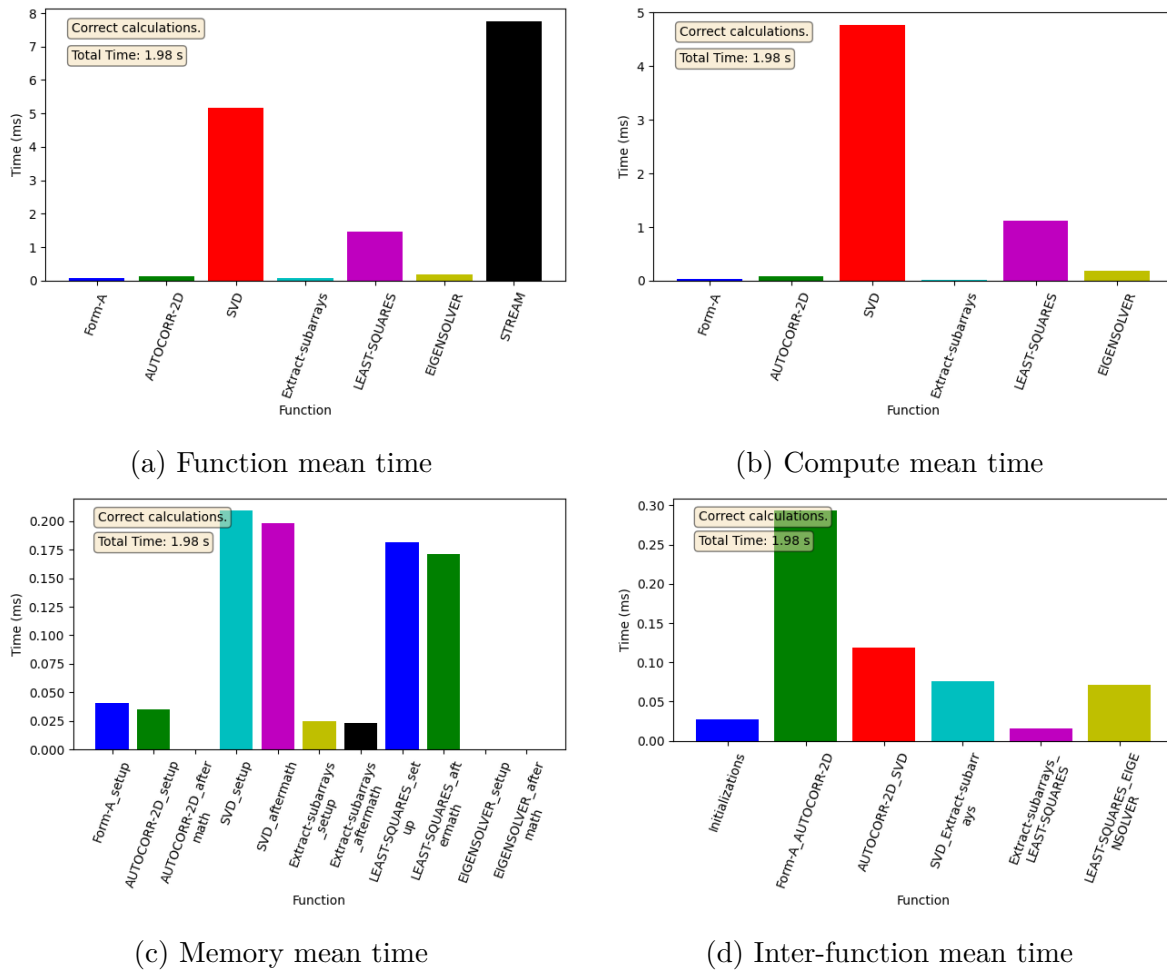 Correct calculations.
Total Time: 1.98 s
Time (ms)
8
7
6
5
4
3
2
1
0
Form-A
AUTOCORR-2D
SVD
Extract-subarrays
LEAST-SQUARES
EIGENSOLVER
STREAM
Function
(a) Function mean time
Correct calculations.
Total Time: 1.98 s
Time (ms)
5
4
3
2
1
0
Form-A
AUTOCORR-2D
SVD
Extract-subarrays
LEAST-SQUARES
EIGENSOLVER
Function
(b) Compute mean time
Correct calculations.
Total Time: 1.98 s
Time (ms)
0.200
0.175
0.150
0.125
0.100
0.075
0.050
0.025
0.000
Form-A_setup
AUTOCORR-2D_setup
AUTOCORR-2D_after
math
SVD_setup
SVD_aftermath
Extract-subarrays
_setup
Extract-subarrays
_aftermath
LEAST-SQUARES_set
up
LEAST-SQUARES_aft
ermath
EIGENSOLVER_setup
EIGENSOLVER_after
math
Function
(c) Memory mean time
Correct calculations.
Total Time: 1.98 s
Time (ms)
0.30
0.25
0.20
0.15
0.10
0.05
0.00
Initializations
Form-A_AUTOCORR-2D
AUTOCORR-2D_SVD
SVD_Extract-subarr
ays
Extract-subarrays_
LEAST-SQUARES
LEAST-SQUARES_EIGE
NSOLVER
Function
(d) Inter-function mean time